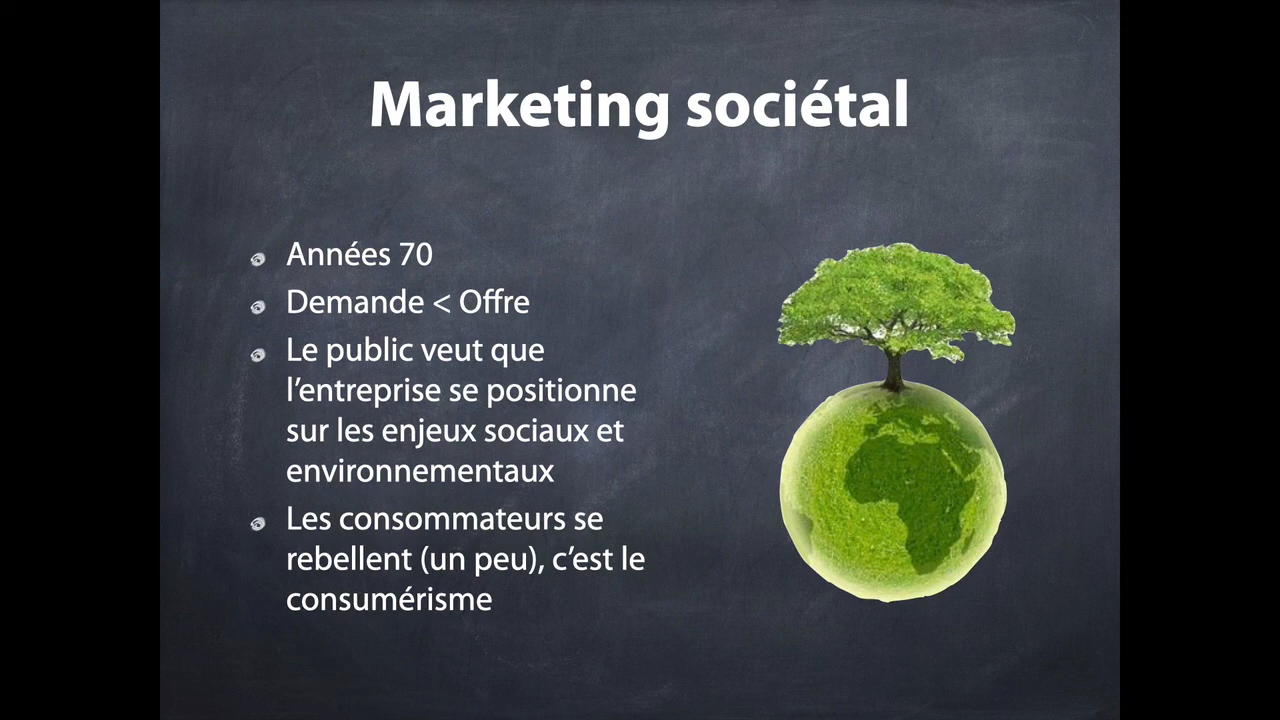 Marketing sociétal
Années 70
Demande < Offre
Le public veut que
l’entreprise se positionne
sur les enjeux sociaux et
environnementaux
Les consommateurs se
rebellent (un peu), c’est le
consumérisme